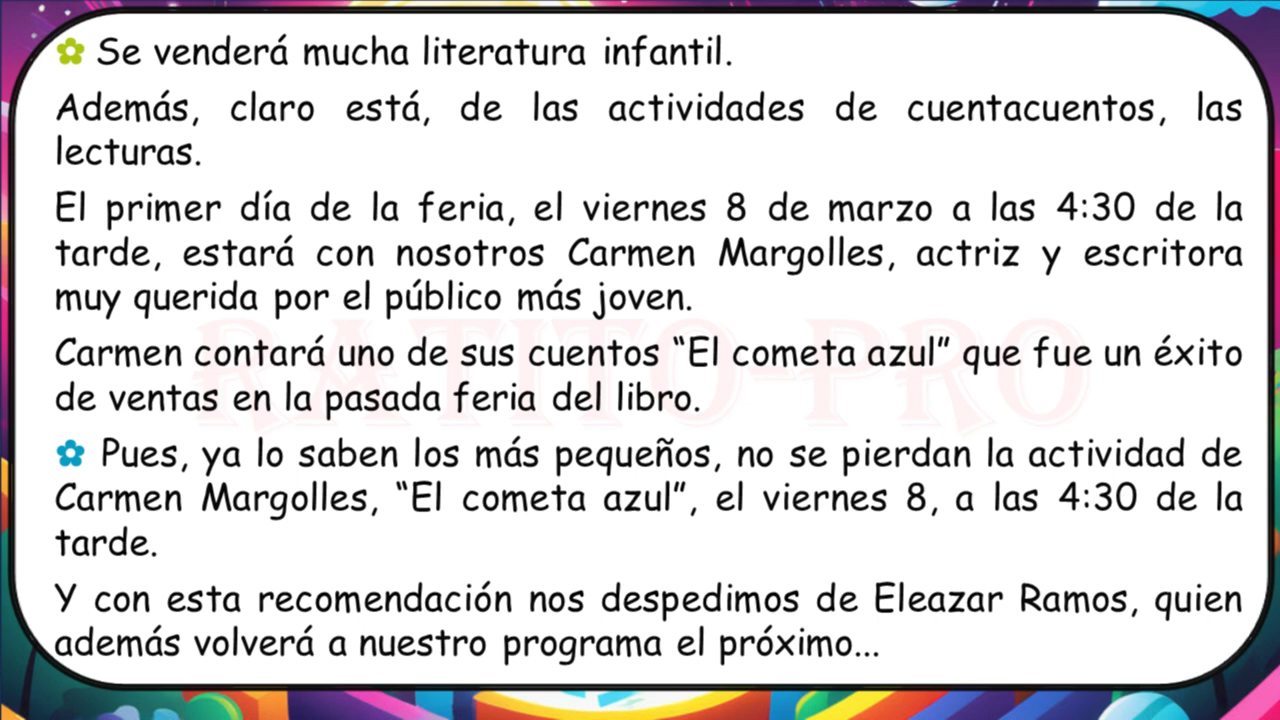 Se venderá mucha literatura infantil.
Además, claro está, de las actividades de cuentacuentos, las
lecturas.
El primer día de la feria, el viernes 8 de marzo a las 4:30 de la
tarde, estará con nosotros Carmen Margolles, actriz y escritora
muy querida por el público más joven.
RATITO-PRO
Carmen contará uno de sus cuentos “El cometa azul” que fue un éxito
de ventas en la pasada feria del libro.
Pues, ya lo saben los más pequeños, no se pierdan la actividad de
Carmen Margolles, “El cometa azul”, el viernes 8, a las 4:30 de la
tarde.
Y con esta recomendación nos despedimos de Eleazar Ramos, quien
además volverá a nuestro programa el próximo...